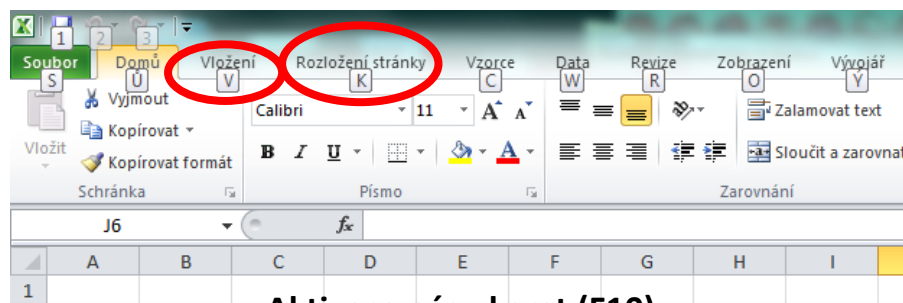 1 2 3
Soubor Domů Vložení Rozložení stránky Vzorce Data Revize Zobrazení Vývojář
S Ů V K C W R O Ý
Vyjmout
Calibri 11 A A Zalamovat text
Kopírovat
Vložit
Kopírovat formát B I U A Sloučit a zarovnat
Schránka Písmo Zarovnání
J6 fx
A B C D E F G H I
1